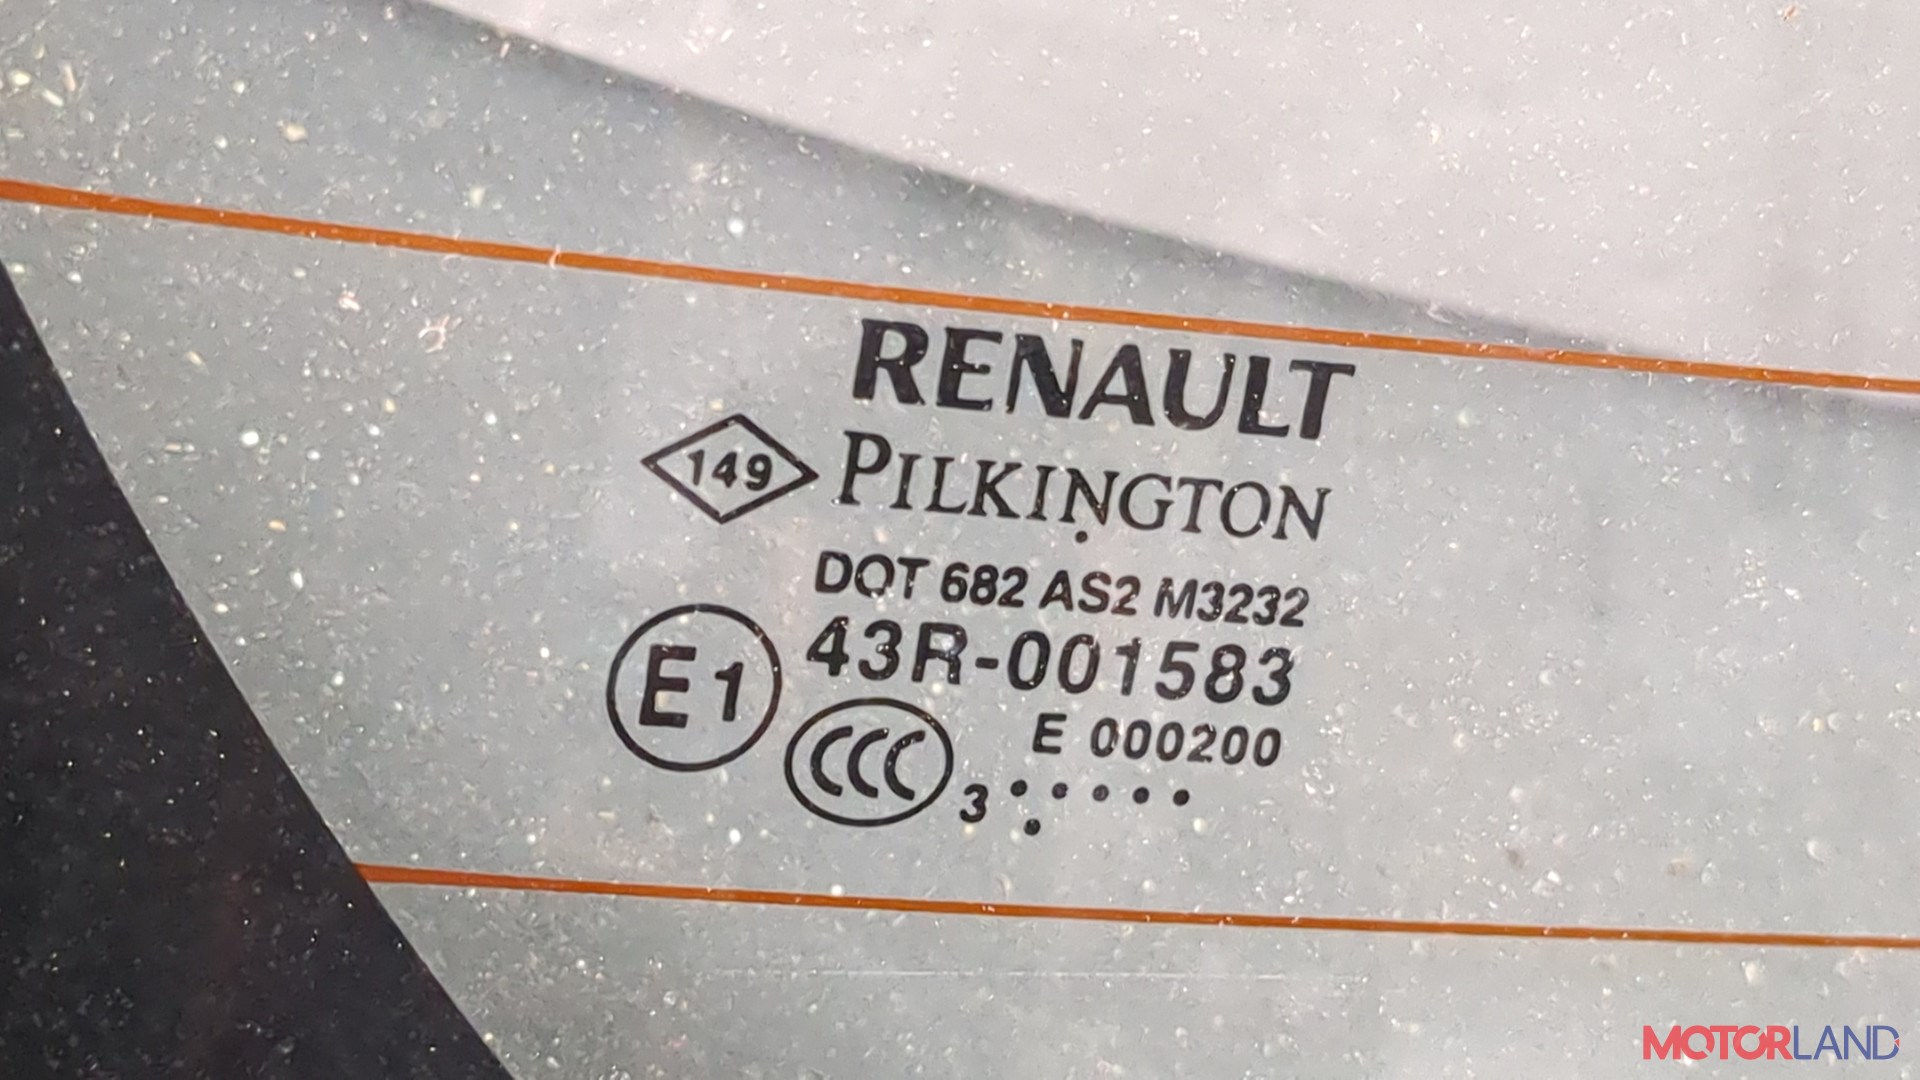 RENAULT
149 PILKINGTON
DOT 682 AS2 M3232
E1 43R-001583
E 000200
CCC 3
MOTORLAND